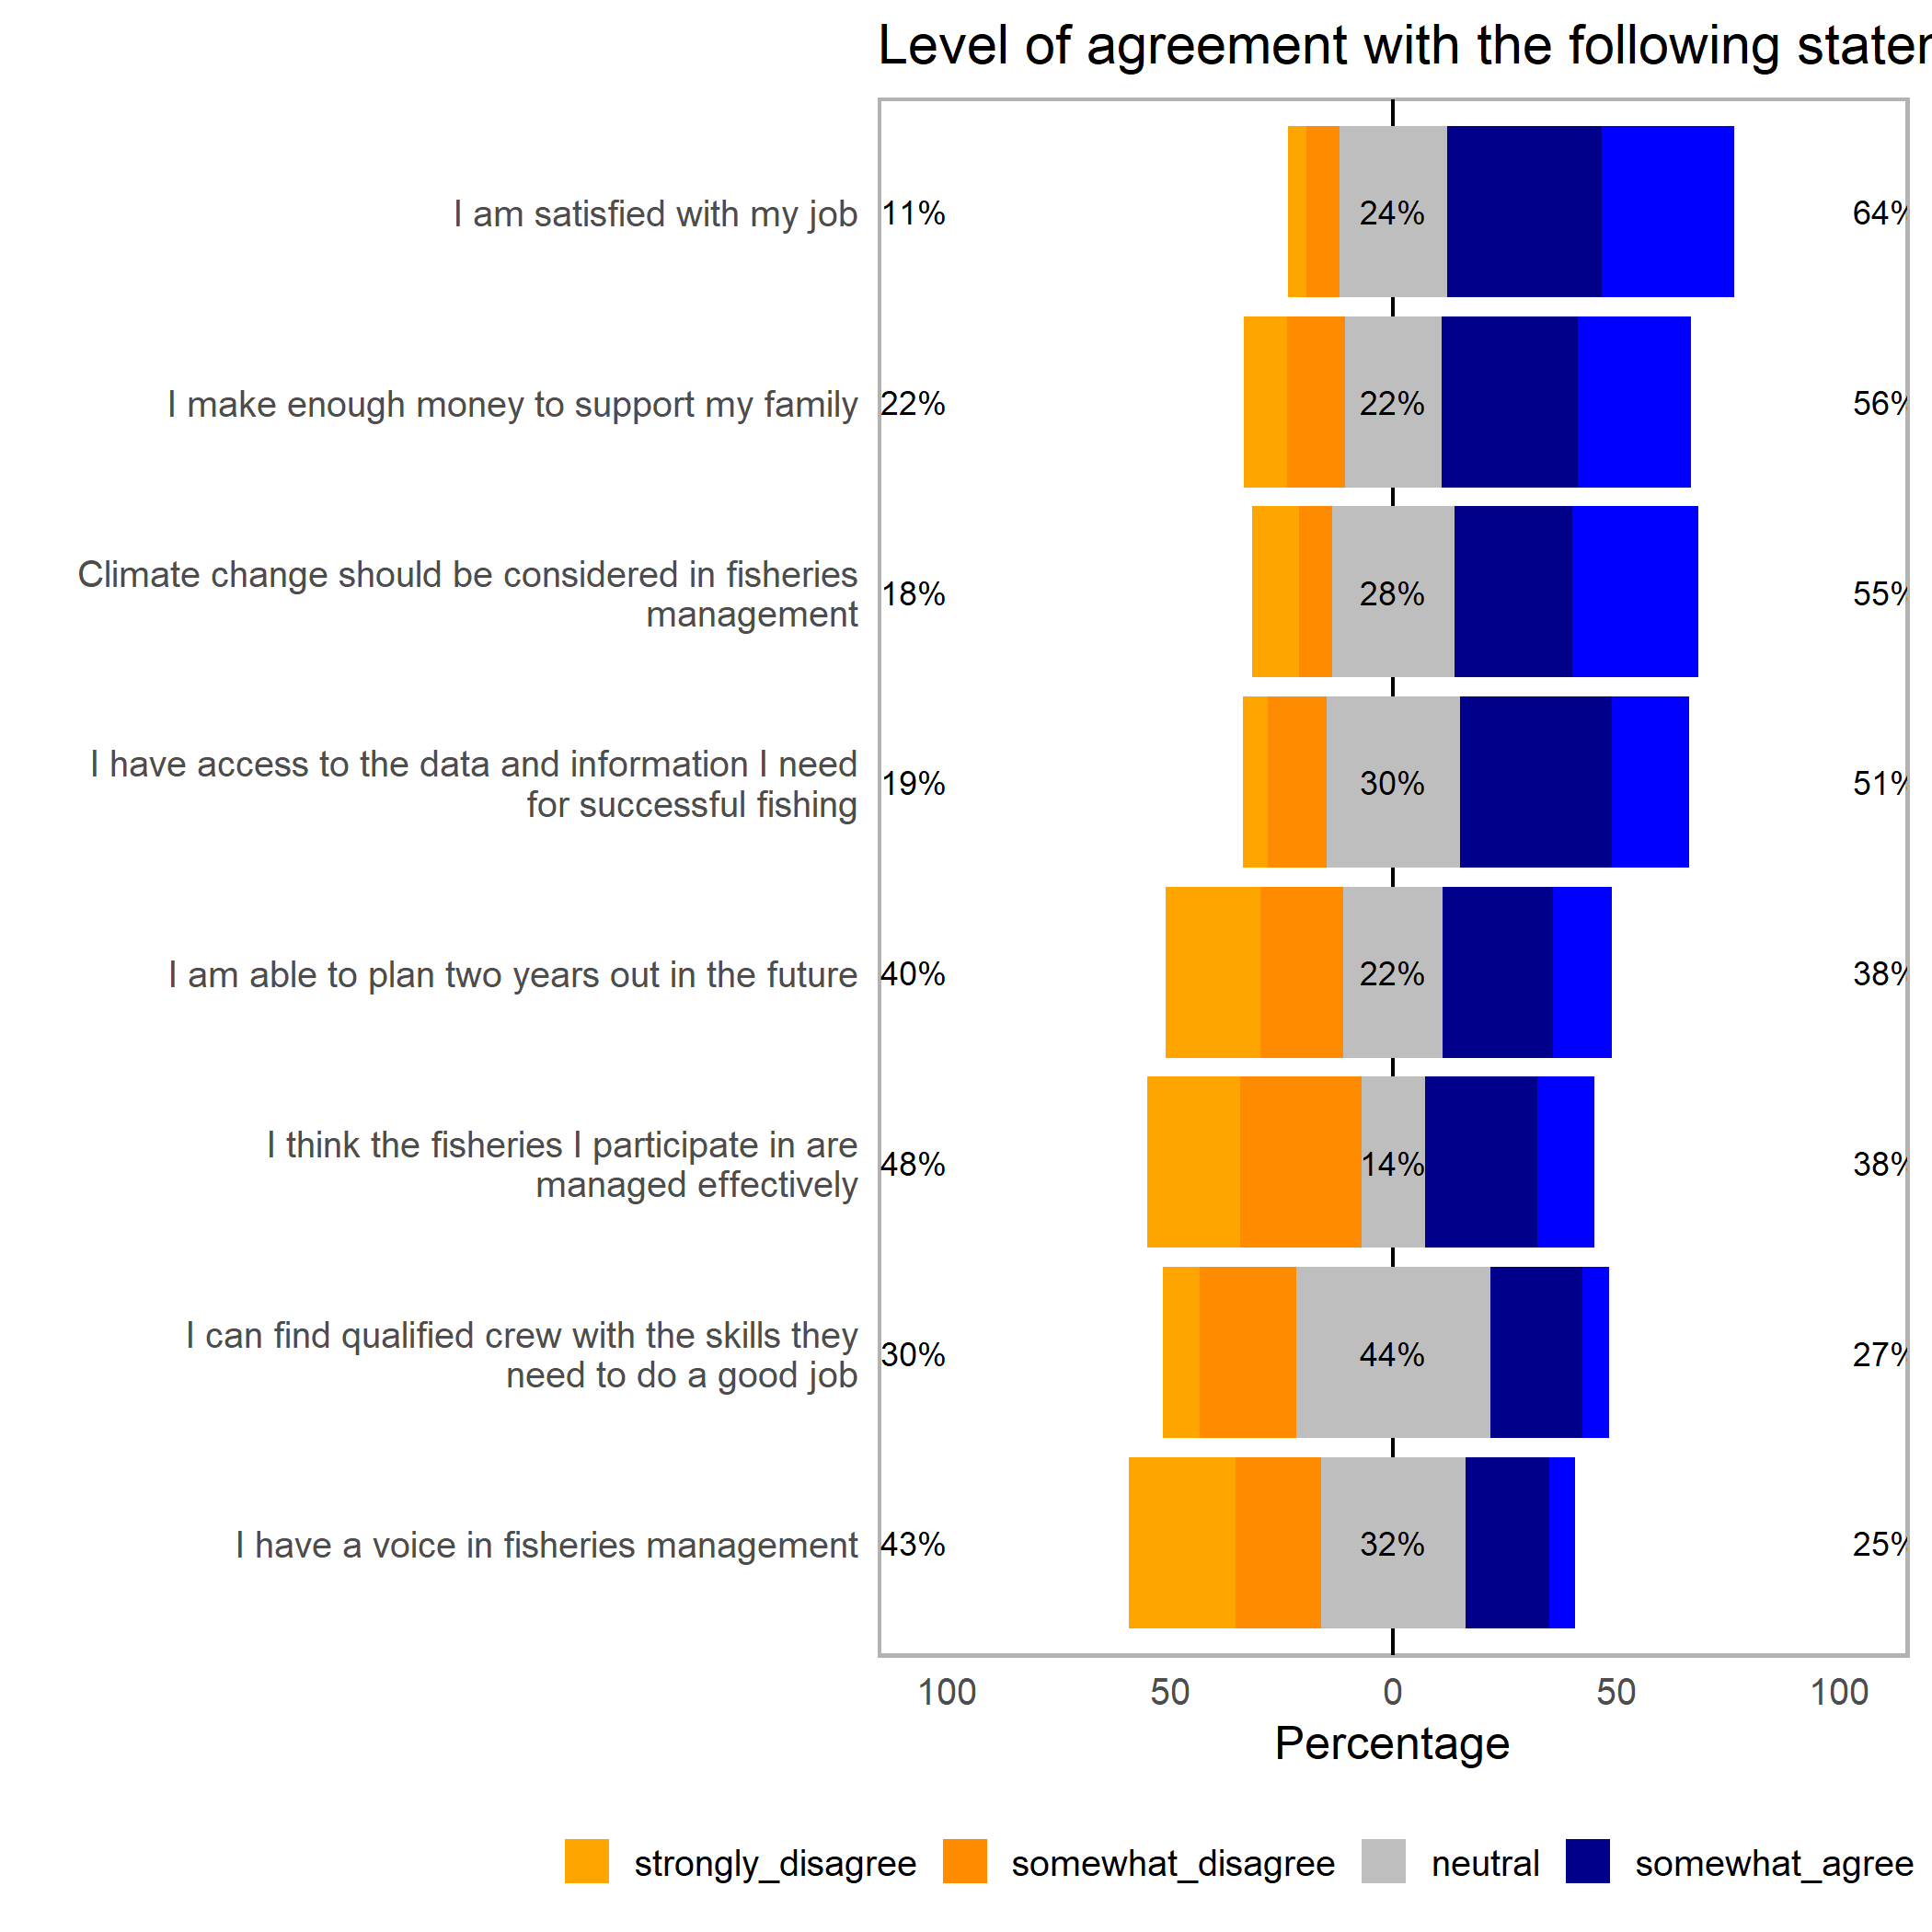 Level of agreement with the following
I am satisfied with my job
11%
24%
64%
I make enough money to support my family
22%
22%
56%
Climate change should be considered in fisheries
management
18%
28%
55%
I have access to the data and information I need
for successful fishing
19%
30%
51%
I am able to plan two years out in the future
40%
22%
38%
I think the fisheries I participate in are
managed effectively
48%
14%
38%
I can find qualified crew with the skills they
need to do a good job
30%
44%
27%
I have a voice in fisheries management
43%
32%
25%
100 50 0 50 100
Percentage
strongly_disagree somewhat_disagree neutral somewhat_agree